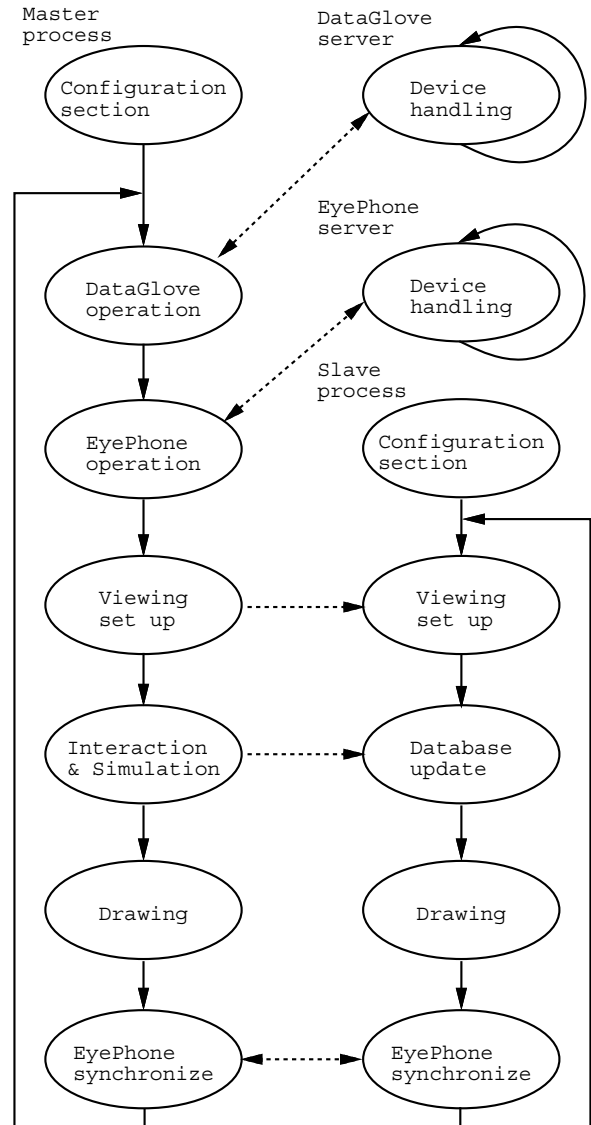 Master
process
Configuration
section
DataGlove
server
Device
handling
DataGlove
operation
EyePhone
server
Device
handling
EyePhone
operation
Slave
process
Configuration
section
Viewing
set up
Viewing
set up
Interaction
& Simulation
Database
update
Drawing
Drawing
EyePhone
synchronize
EyePhone
synchronize